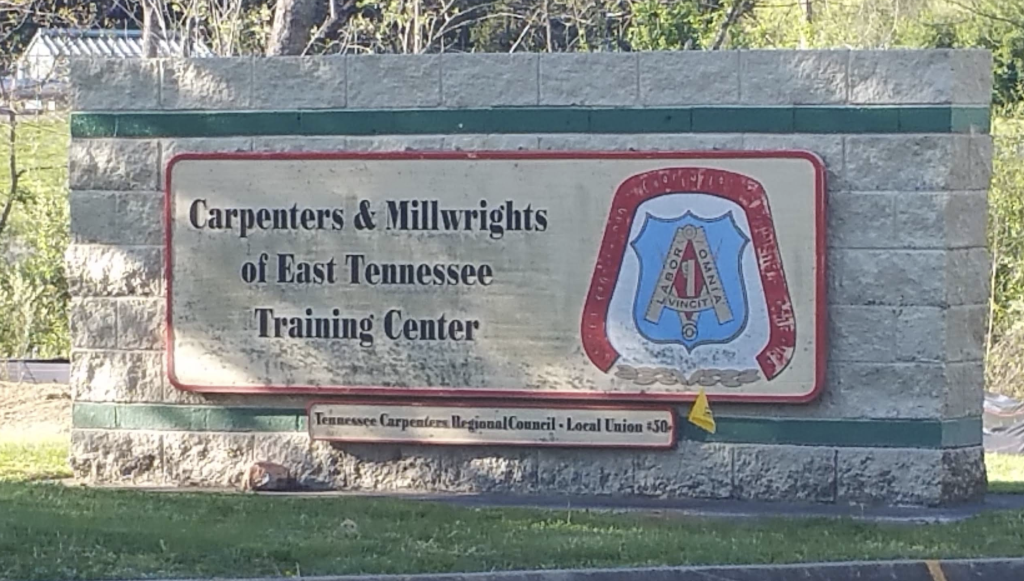 Carpenters & Millwrights
of East Tennessee
Training Center
LABOR OMNIA
VINCIT
Tennessee Carpenters Regional Council - Local Union #50